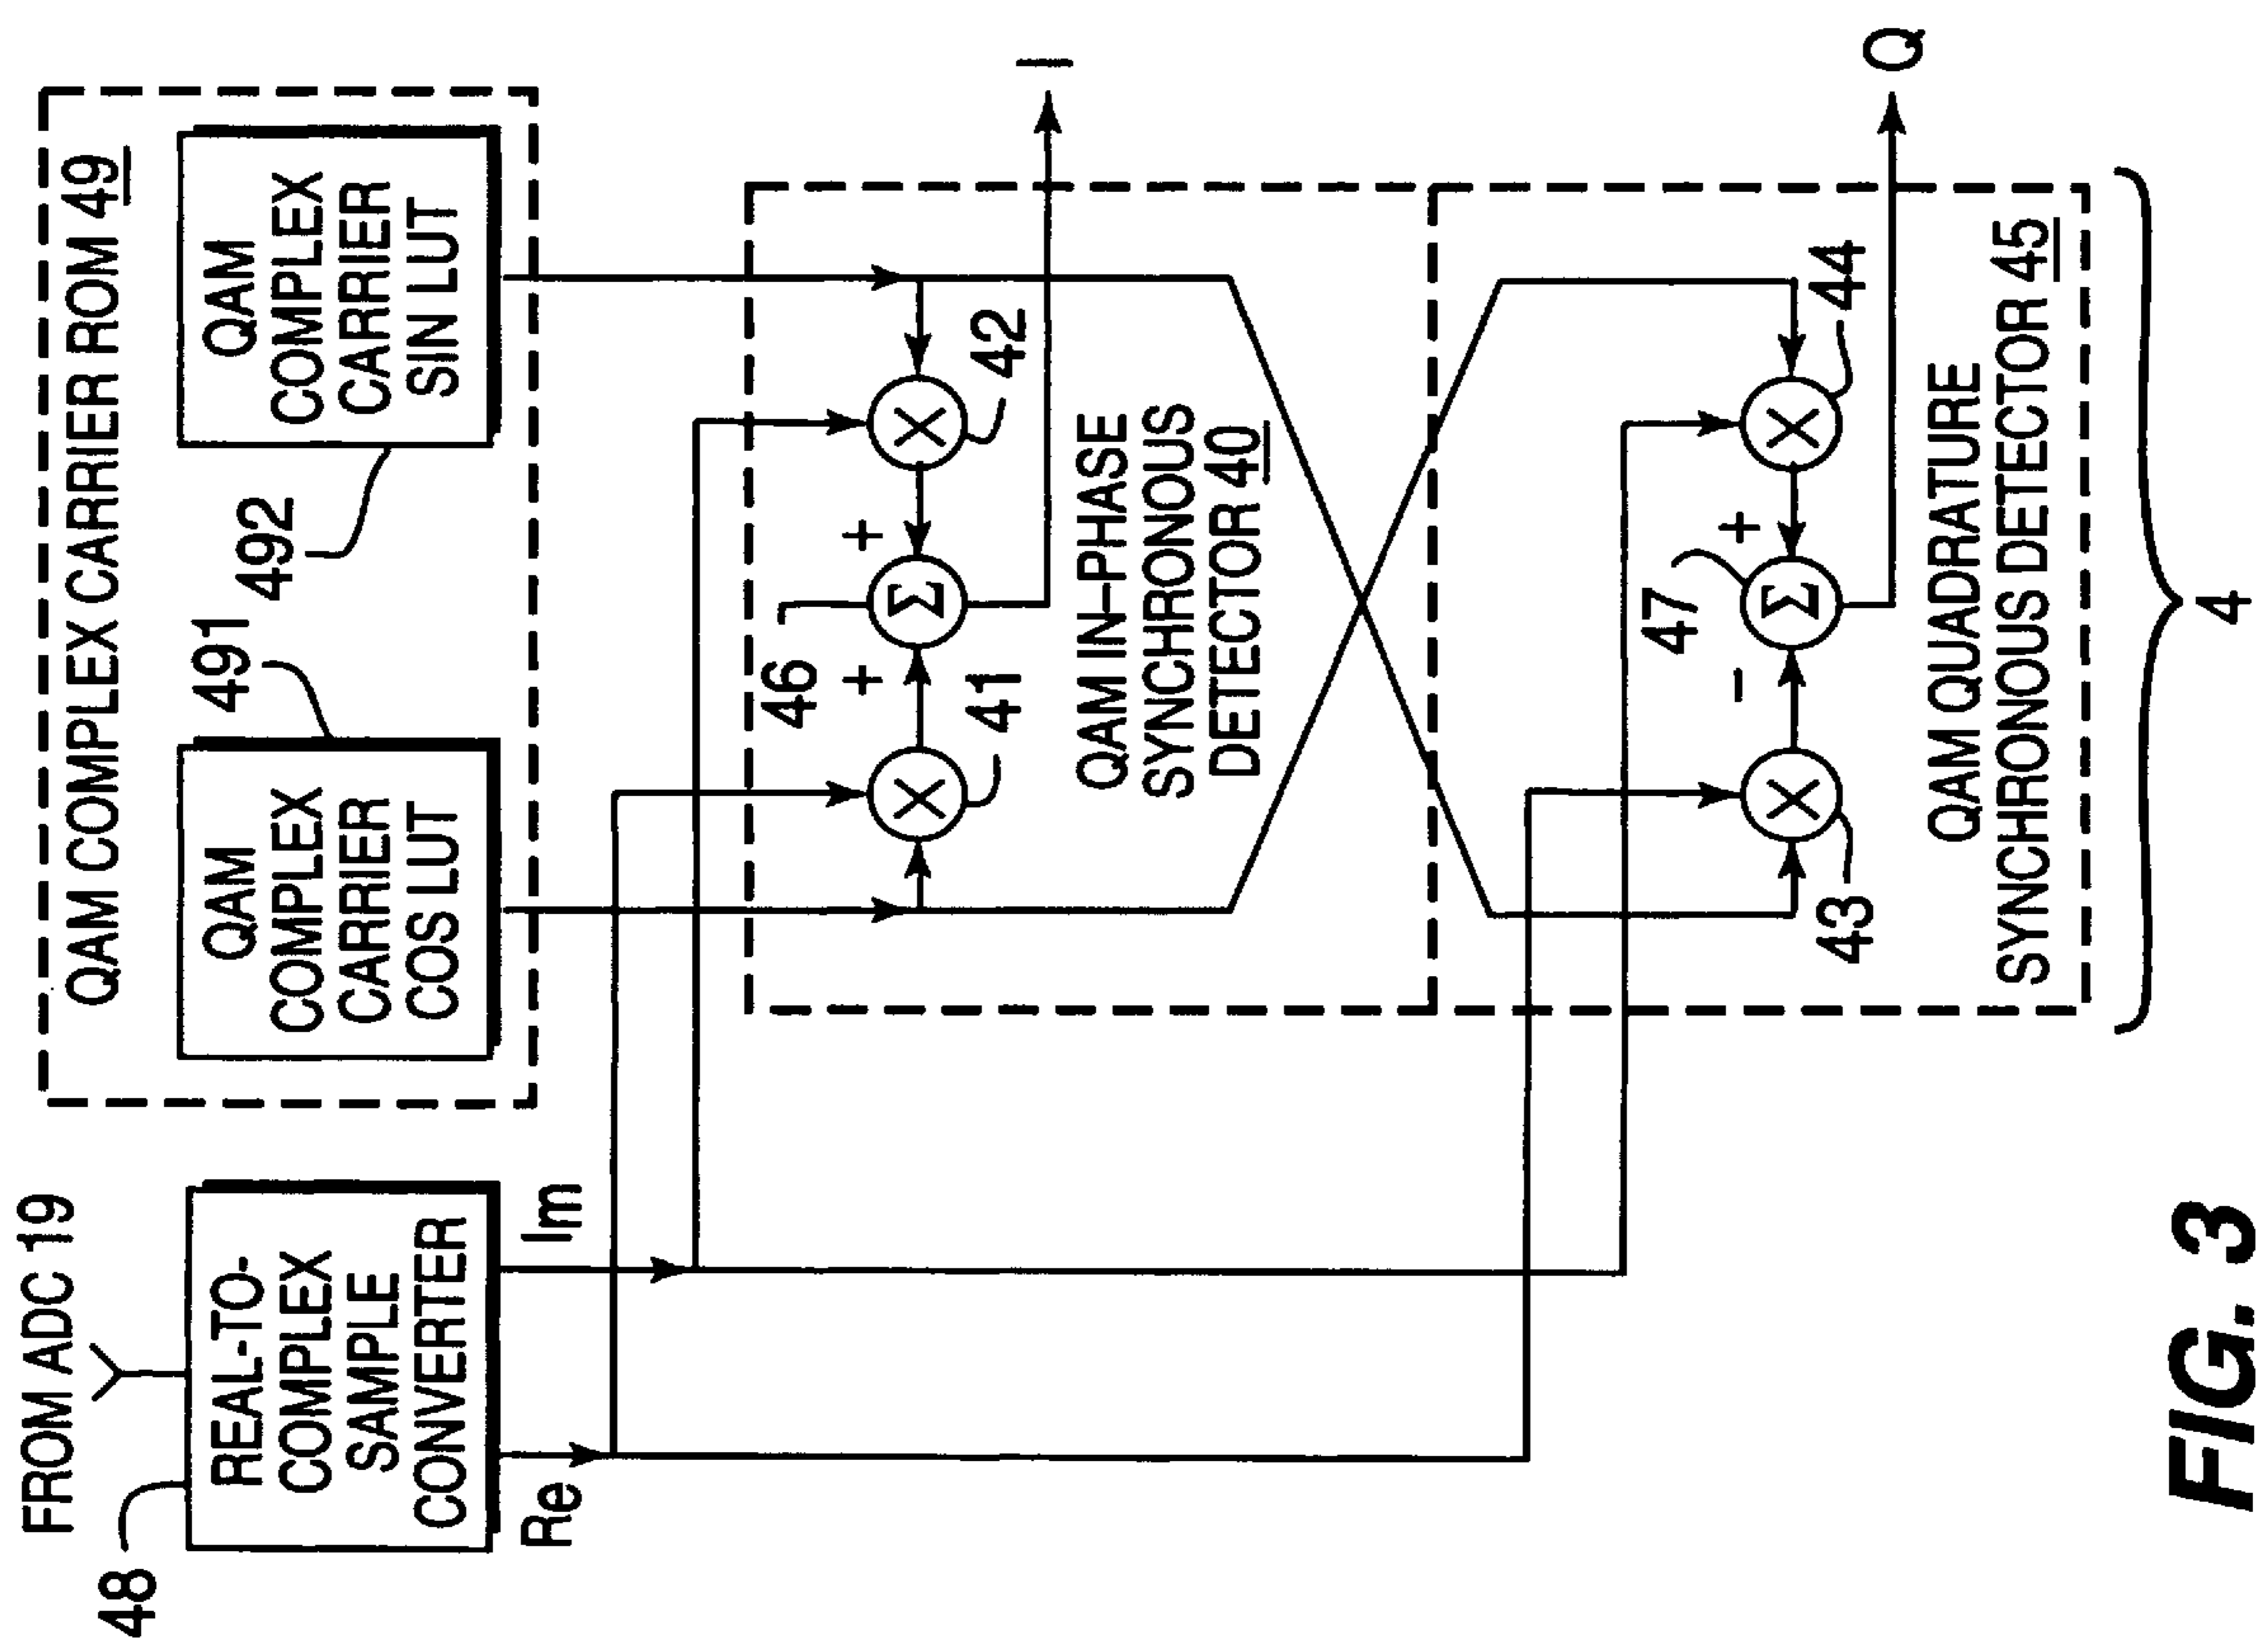 FROM ADC 19
48
REAL-TO-
COMPLEX
SAMPLE
CONVERTER
Re
Im
QAM COMPLEX CARRIER ROM 49
491
QAM
COMPLEX
CARRIER
COS LUT
492
QAM
COMPLEX
CARRIER
SIN LUT
46
+
+
X
Σ
X
41
42
I
QAM IN-PHASE
SYNCHRONOUS
DETECTOR 40
47
-
+
X
Σ
X
43
44
Q
QAM QUADRATURE
SYNCHRONOUS DETECTOR 45
4
FIG. 3